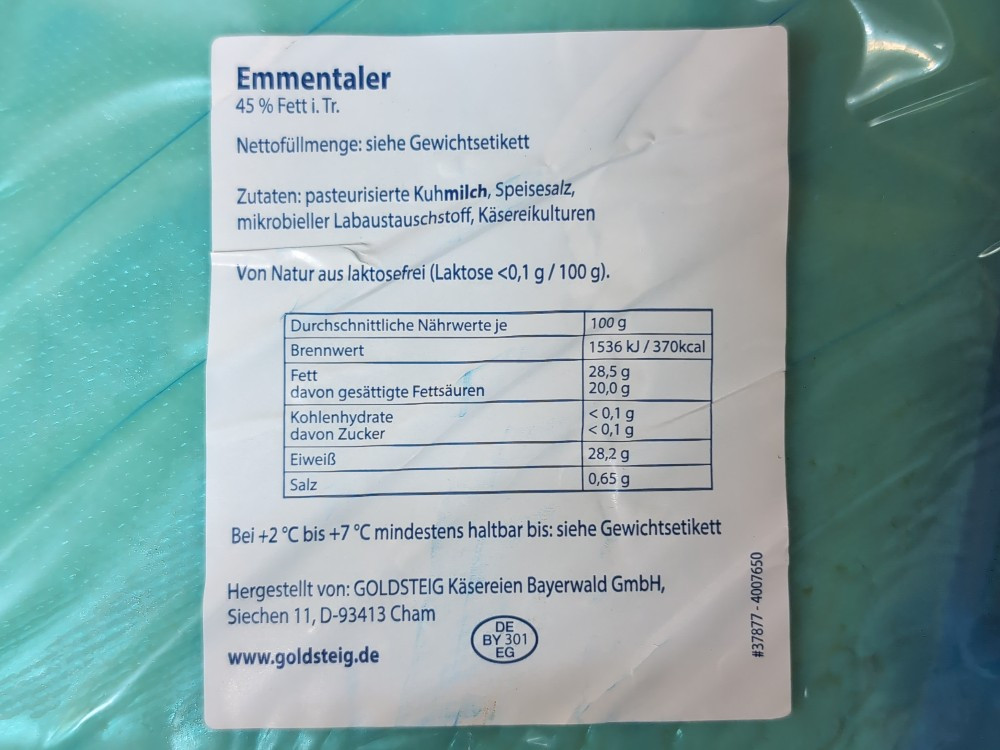 Emmentaler
45 % Fett i. Tr.
Nettofüllmenge: siehe Gewichtsetikett
Zutaten: pasteurisierte Kuhmilch, Speisesalz,
mikrobieller Labaustauschstoff, Käsereikulturen
Von Natur aus laktosefrei (Laktose <0,1 g / 100 g).
Durchschnittliche Nährwerte je 100 g
Brennwert 1536 kJ / 370kcal
Fett 28,5 g
davon gesättigte Fettsäuren 20,0 g
Kohlenhydrate < 0,1 g
davon Zucker < 0,1 g
Eiweiß 28,2 g
Salz 0,65 g
Bei +2 °C bis +7 °C mindestens haltbar bis: siehe Gewichtsetikett
Hergestellt von: GOLDSTEIG Käsereien Bayerwald GmbH,
Siechen 11, D-93413 Cham
www.goldsteig.de
DE
BY 301
EG
#37877 - 4007650